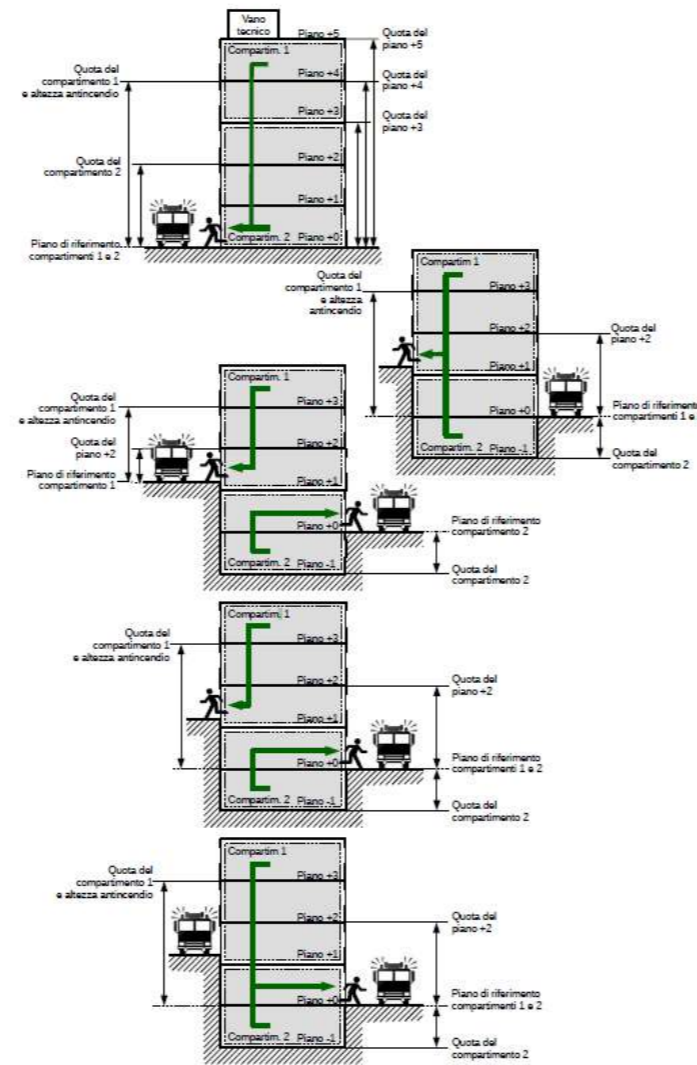 Vano
tecnico
Piano +5
Quota del
piano +5
Compartim. 1
Quota del
compartimento 1
e altezza antincendio
Piano +4
Quota del
piano +4
Piano +3
Quota del
piano +3
Quota del
compartimento 2
Piano +2
Piano +1
Piano di riferimento
compartimenti 1 e 2
Compartim. 2
Piano +0
Quota del
compartimento 1
e altezza
antincendio
Compartim 1
Piano +3
Piano +2
Quota del
piano +2
Piano +1
Piano +0
Piano di riferimento
compartimenti 1 e
Compartim. 2
Piano -1
Quota del
compartimento 2
Compartim. 1
Quota del
compartimento 1
e altezza antincendio
Piano +3
Quota del
piano +2
Piano +2
Piano di riferimento
compartimento 1
Piano +1
Piano +0
Piano di riferimento
compartimento 2
Compartim. 2
Piano -1
Quota del
compartimento 2
Compartim. 1
Quota del
compartimento 1
e altezza antincendio
Piano +3
Piano +2
Quota del
piano +2
Piano +1
Piano +0
Piano di riferimento
compartimenti 1 e 2
Compartim. 2
Piano -1
Quota del
compartimento 2
Compartim 1
Quota del
compartimento 1
e altezza antincendio
Piano +3
Piano +2
Quota del
piano +2
Piano +1
Piano +0
Piano di riferimento
compartimenti 1 e 2
Compartim. 2
Piano -1
Quota del
compartimento 2